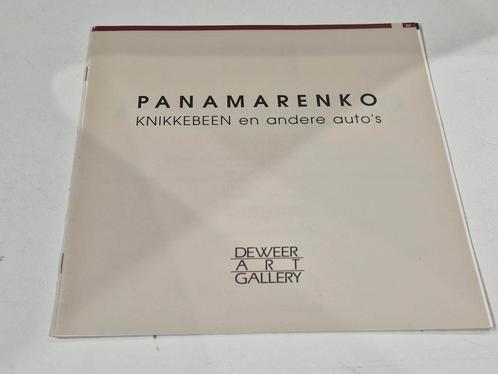 PANAMARENKO
KNIKKEBEEN en andere auto's
DEWEER
ART
GALLERY